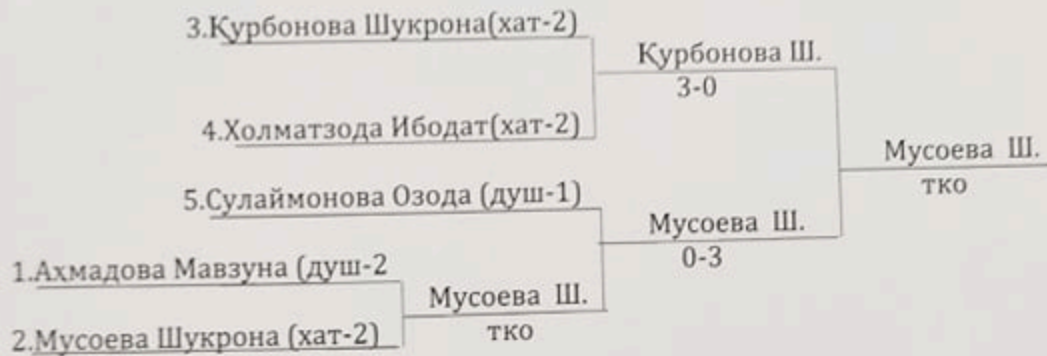 3.Қурбонова Шукрона(хат-2)
Қурбонова Ш.
3-0
4.Холматзода Ибодат(хат-2)
Мусоева Ш.
тко
5.Сулаймонова Озода (душ-1)
Мусоева Ш.
0-3
1.Ахмадова Мавзуна (душ-2
Мусоева Ш.
тко
2.Мусоева Шукрона (хат-2)